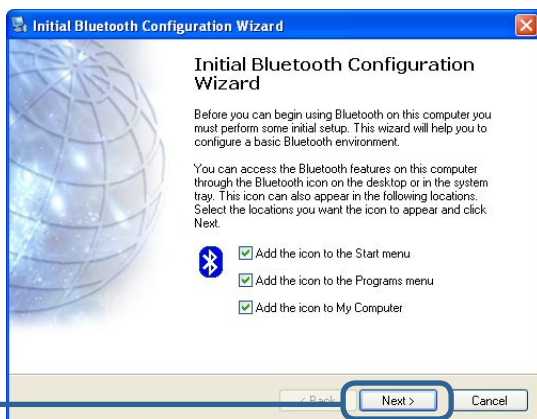 Initial Bluetooth Configuration Wizard
Initial Bluetooth Configuration
Wizard
Before you can begin using Bluetooth on this computer you
must perform some initial setup. This wizard will help you to
configure a basic Bluetooth environment.
You can access the Bluetooth features on this computer
through the Bluetooth icon on the desktop or in the system
tray. This icon can also appear in the following locations.
Select the locations you want the icon to appear and click
Next.
Add the icon to the Start menu
Add the icon to the Programs menu
Add the icon to My Computer
< Back
Next >
Cancel